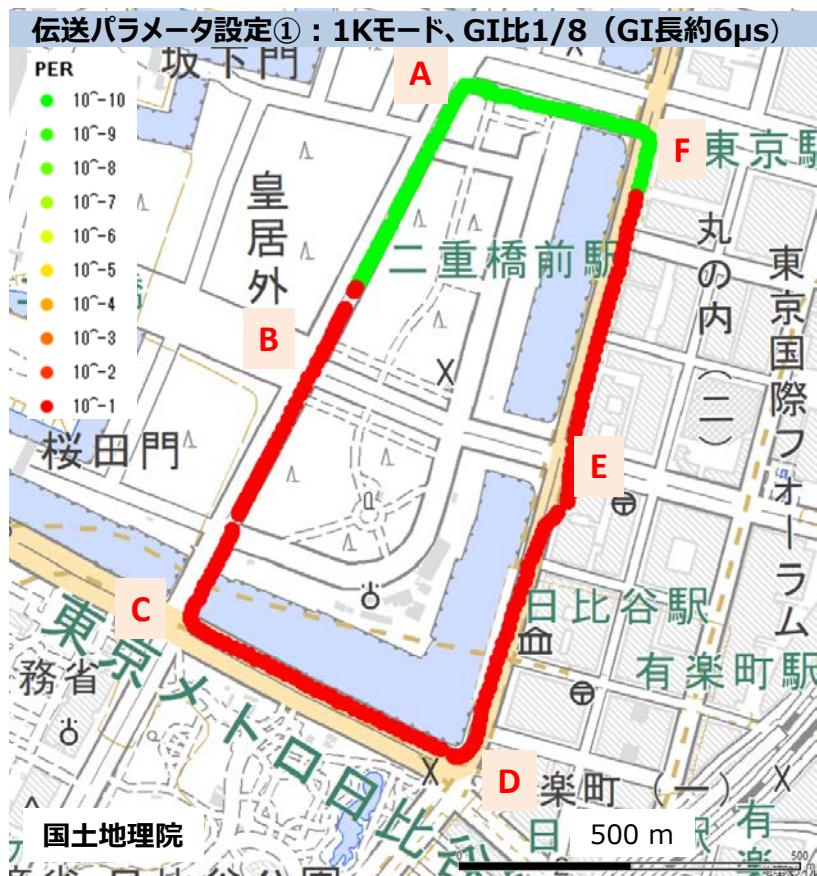 伝送パラメータ設定①：1Kモード、GI比1/8（GI長約6μs）
坂下門
PER
10^-10
10^-9
10^-8
10^-7
10^-6
10^-5
10^-4
10^-3
10^-2
10^-1
A
F
東京駅
皇居外
二重橋前駅
丸の内（二）
東京国際フォーラム
B
桜田門
E
C
日比谷駅
有楽町駅
務省
東京メトロ日比谷
D
楽町（一）
国土地理院
500 m
500